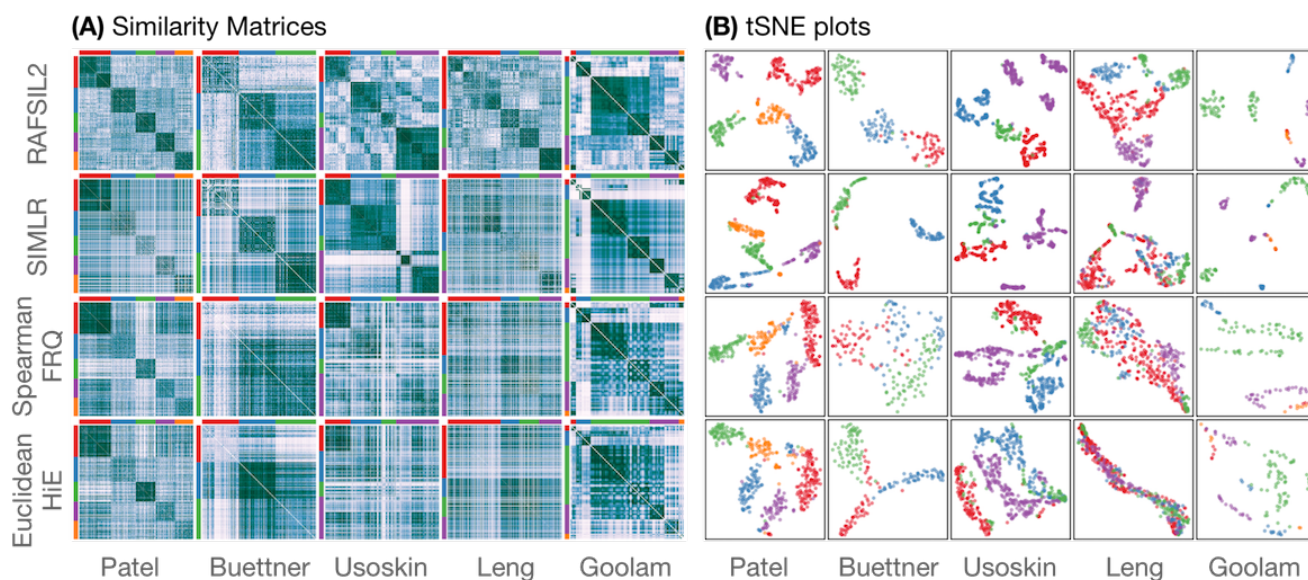 (A) Similarity Matrices
(B) tSNE plots
RAFSIL2
SIMLR
Spearman
FRQ
Euclidean
HiE
Patel Buettner Usoskin Leng Goolam
Patel Buettner Usoskin Leng Goolam